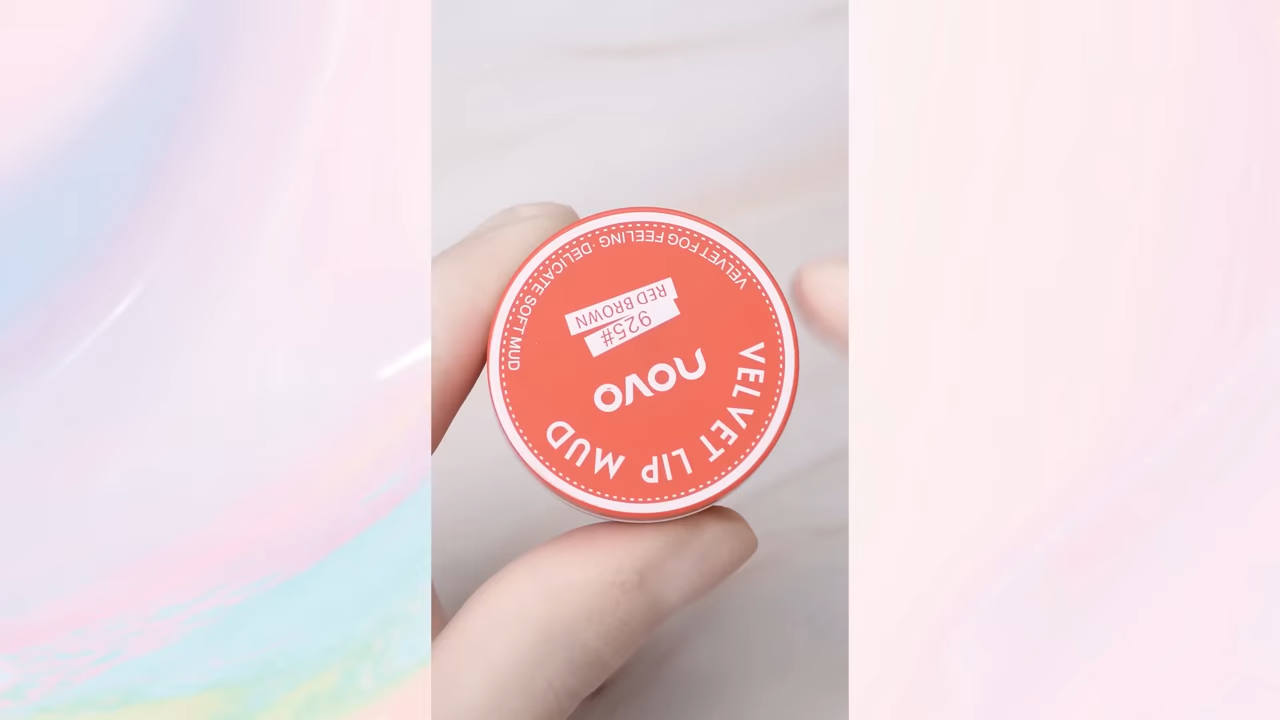 VELVET LIP MUD
novo
925#
RED BROWN
VELVET FOG FEELING · DELICATE SOFT MUD